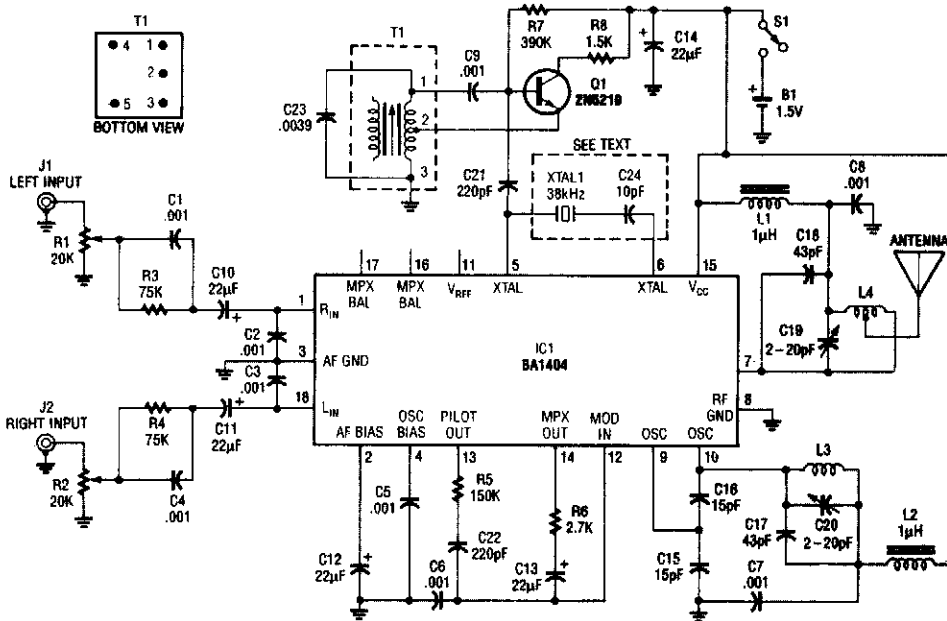 T1
4
1
2
5
3
BOTTOM VIEW
T1
1
2
3
C23
.0039
C9
.001
R7
390K
R8
1.5K
Q1
2N5210
C14
+
22µF
S1
+
B1
1.5V
SEE TEXT
XTAL1
38kHz
C24
10pF
C21
220pF
L1
1µH
C8
.001
C18
43pF
L4
C19
2–20pF
ANTENNA
J1
LEFT INPUT
R1
20K
C1
.001
R3
75K
C10
22µF
+
C2
.001
C3
.001
J2
RIGHT INPUT
R2
20K
R4
75K
C4
.001
C11
22µF
+
17
16
11
5
6
15
MPX BAL
MPX BAL
VREF
XTAL
XTAL
VCC
1
RIN
3
AF GND
18
LIN
IC1
BA1404
7
RF GND
8
AF BIAS
OSC BIAS
PILOT OUT
MPX OUT
MOD IN
OSC
OSC
2
4
13
14
12
9
10
C12
22µF
+
C5
.001
C6
.001
R5
150K
C22
220pF
R6
2.7K
C13
22µF
+
C16
15pF
C15
15pF
C7
.001
C17
43pF
L3
C20
2–20pF
L2
1µH